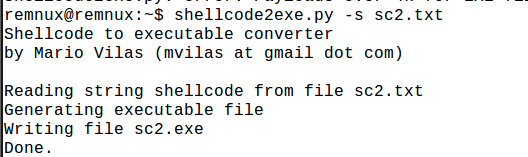 remnux@remnux:~$ shellcode2exe.py -s sc2.txt
Shellcode to executable converter
by Mario Vilas (mvilas at gmail dot com)
Reading string shellcode from file sc2.txt
Generating executable file
Writing file sc2.exe
Done.